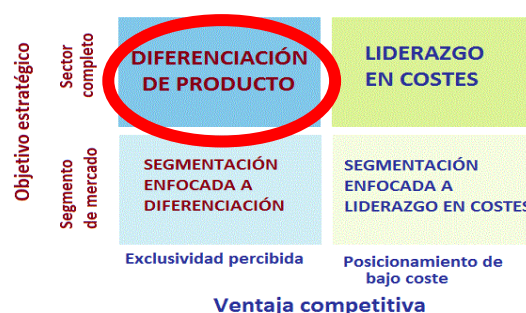 Objetivo estratégico
Sector
completo
DIFERENCIACIÓN
DE PRODUCTO
LIDERAZGO
EN COSTES
Segmento
de mercado
SEGMENTACIÓN
ENFOCADA A
DIFERENCIACIÓN
SEGMENTACIÓN
ENFOCADA A
LIDERAZGO EN COSTES
Exclusividad percibida
Posicionamiento de
bajo coste
Ventaja competitiva